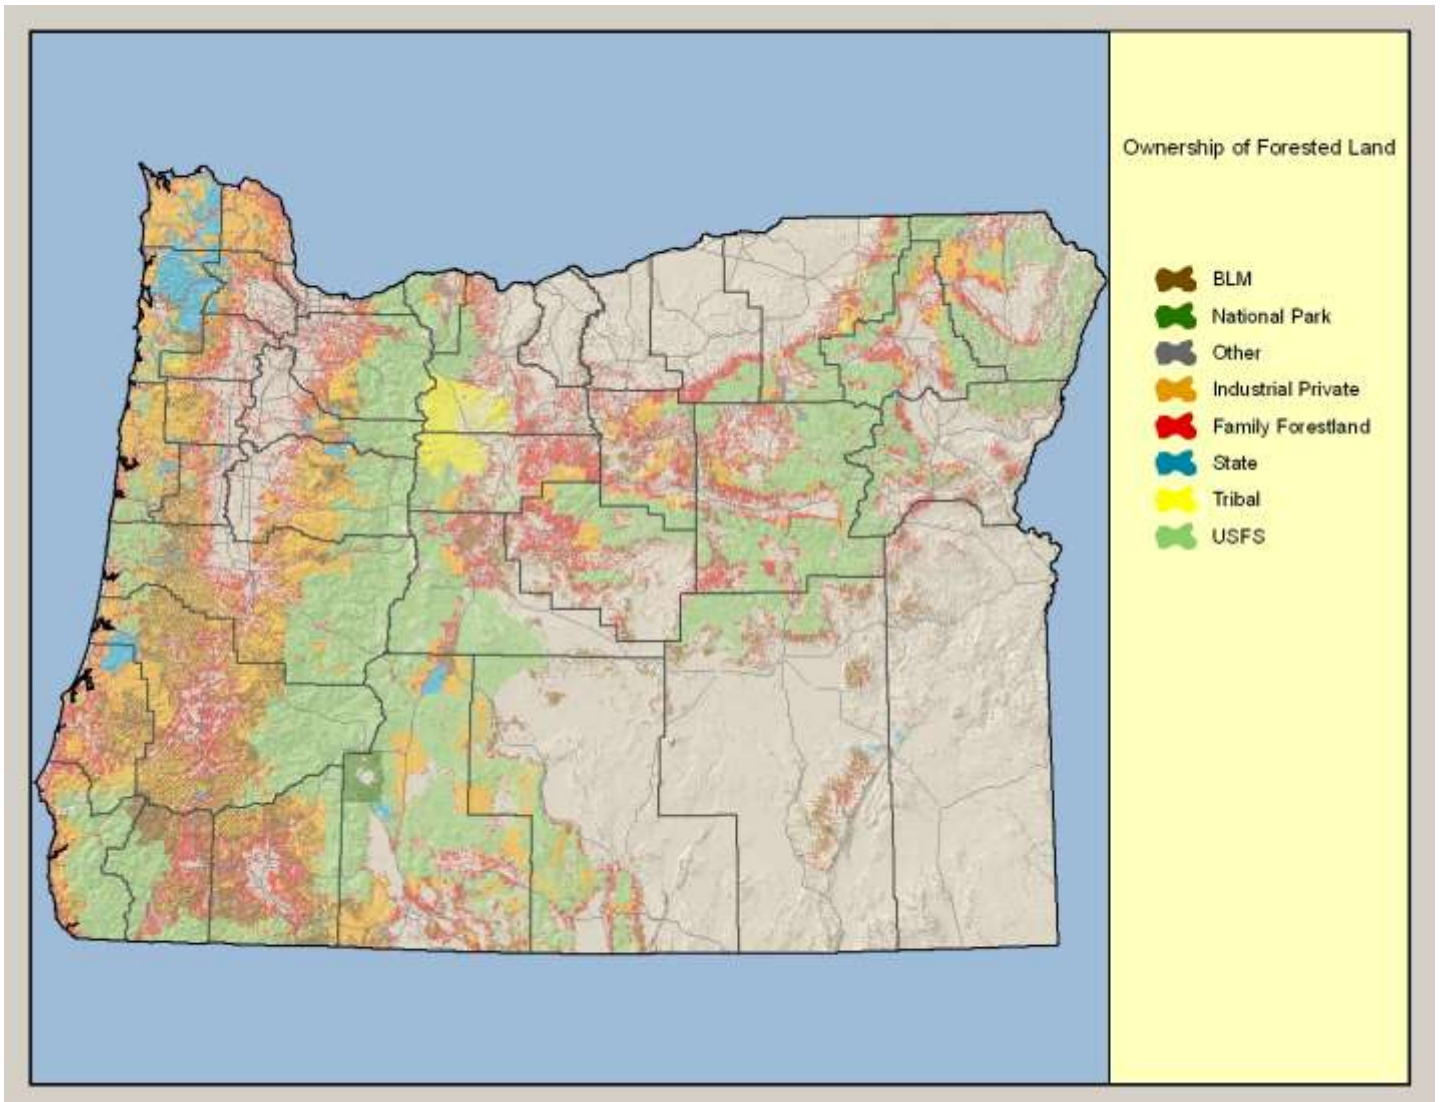 Ownership of Forested Land
BLM
National Park
Other
Industrial Private
Family Forestland
State
Tribal
USFS